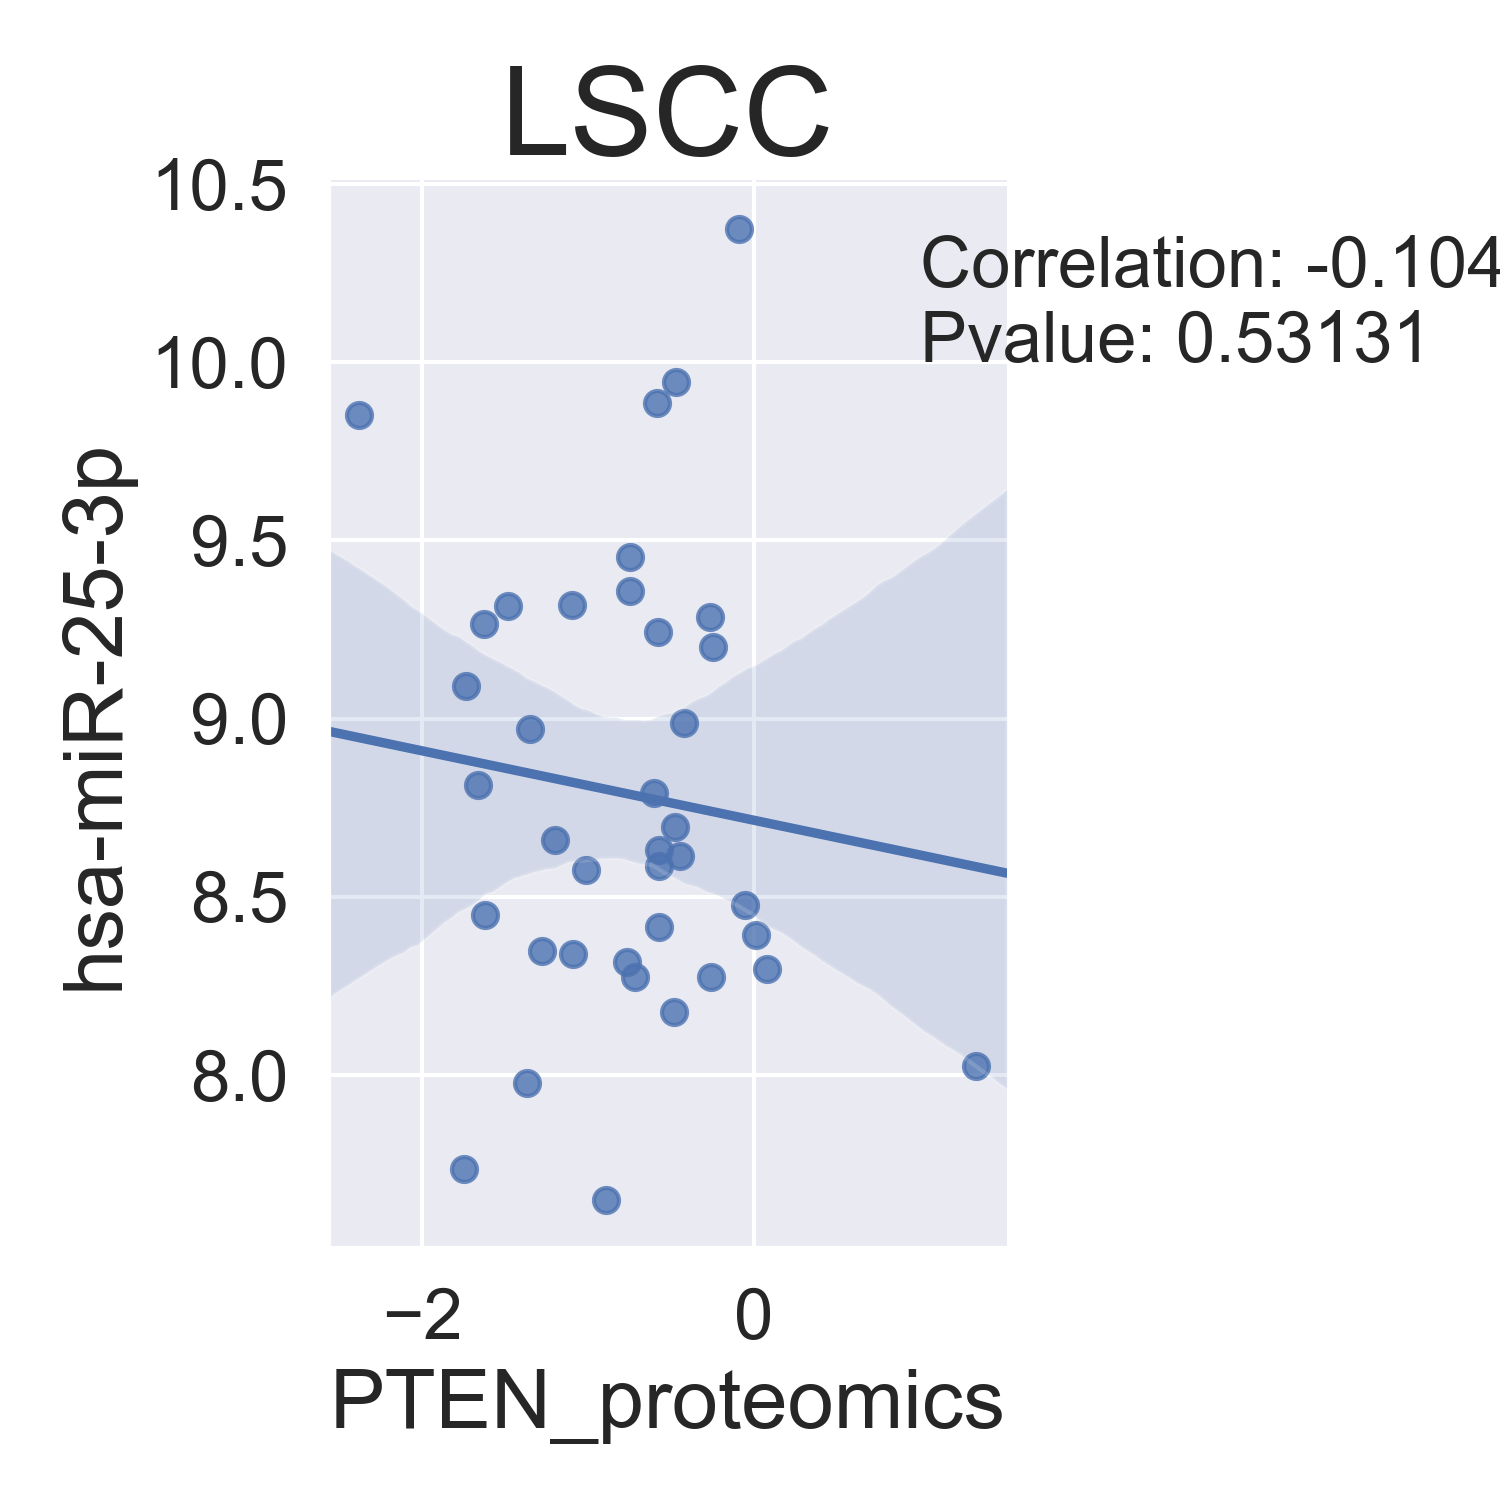 LSCC
Correlation: -0.104
Pvalue: 0.53131
10.5
10.0
9.5
9.0
8.5
8.0
hsa-miR-25-3p
−2 0
PTEN_proteomics